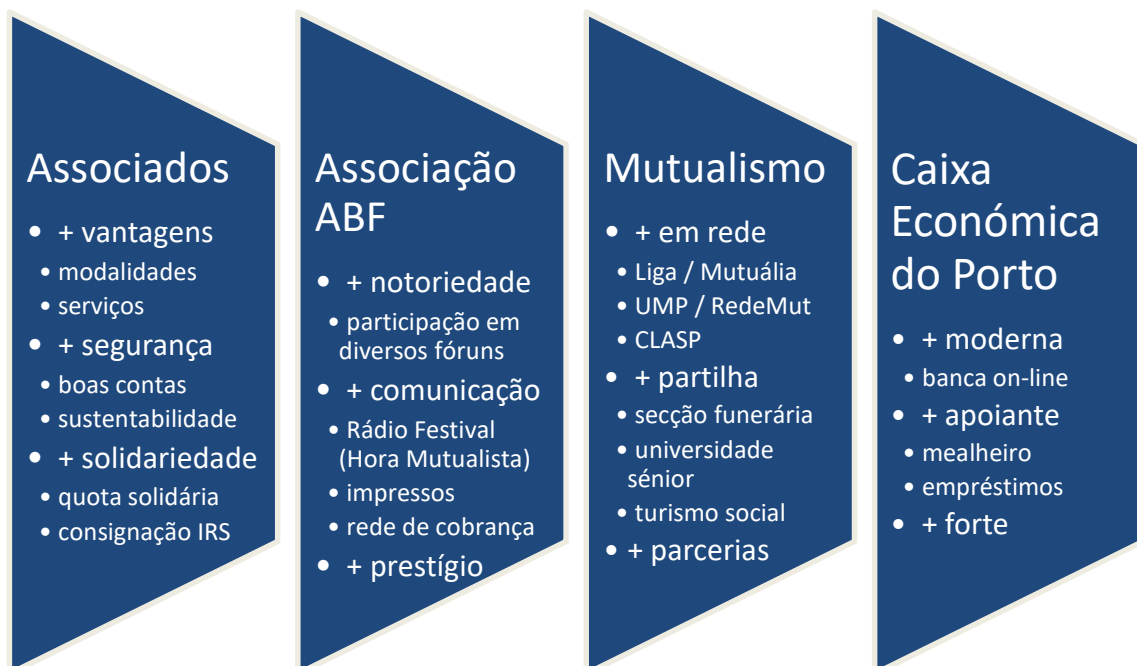 Associados
• + vantagens
• modalidades
• serviços
• + segurança
• boas contas
• sustentabilidade
• + solidariedade
• quota solidária
• consignação IRS
Associação
ABF
• + notoriedade
• participação em
diversos fóruns
• + comunicação
• Rádio Festival
(Hora Mutualista)
• impressos
• rede de cobrança
• + prestígio
Mutualismo
• + em rede
• Liga / Mutuália
• UMP / RedeMut
• CLASP
• + partilha
• secção funerária
• universidade
sénior
• turismo social
• + parcerias
Caixa
Económica
do Porto
• + moderna
• banca on-line
• + apoiante
• mealheiro
• empréstimos
• + forte